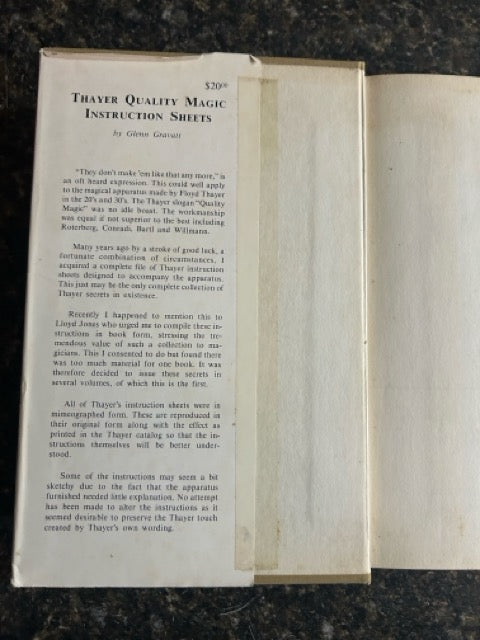 $20⁰⁰
THAYER QUALITY MAGIC
INSTRUCTION SHEETS
by Glenn Gravatt
"They don't make 'em like that any more," is
an oft heard expression. This could well apply
to the magical apparatus made by Floyd Thayer
in the 20's and 30's. The Thayer slogan "Quality
Magic" was no idle boast. The workmanship
was equal if not superior to the best including
Roterberg, Conradi, Bartl and Willmann.
Many years ago by a stroke of good luck, a
fortunate combination of circumstances, I
acquired a complete file of Thayer instruction
sheets designed to accompany the apparatus.
This just may be the only complete collection of
Thayer secrets in existence.
Recently I happened to mention this to
Lloyd Jones who urged me to compile these in-
structions in book form, stressing the tre-
mendous value of such a collection to ma-
gicians. This I consented to do but found there
was too much material for one book. It was
therefore decided to issue these secrets in
several volumes, of which this is the first.
All of Thayer's instruction sheets were in
mimeographed form. These are reproduced in
their original form along with the effect as
printed in the Thayer catalog so that the in-
structions themselves will be better under-
stood.
Some of the instructions may seem a bit
sketchy due to the fact that the apparatus
furnished needed little explanation. No attempt
has been made to alter the instructions as it
seemed desirable to preserve the Thayer touch
created by Thayer's own wording.